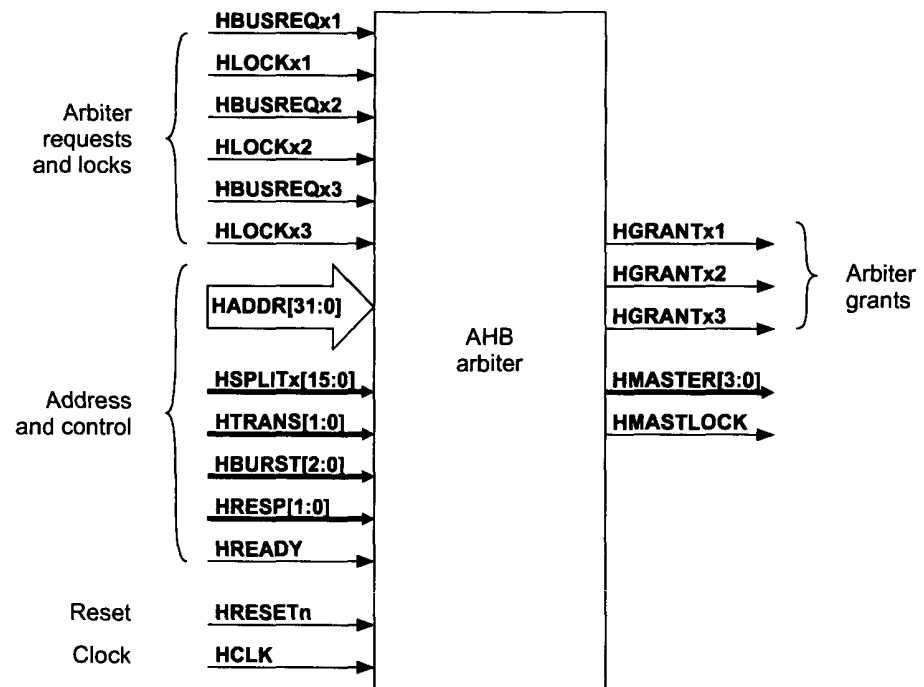 HBUSREQx1
HLOCKx1
HBUSREQx2
HLOCKx2
HBUSREQx3
HLOCKx3
Arbiter
requests
and locks
HADDR[31:0]
HSPLITx[15:0]
HTRANS[1:0]
HBURST[2:0]
HRESP[1:0]
HREADY
Address
and control
Reset
HRESETn
Clock
HCLK
AHB
arbiter
HGRANTx1
HGRANTx2
HGRANTx3
Arbiter
grants
HMASTER[3:0]
HMASTLOCK